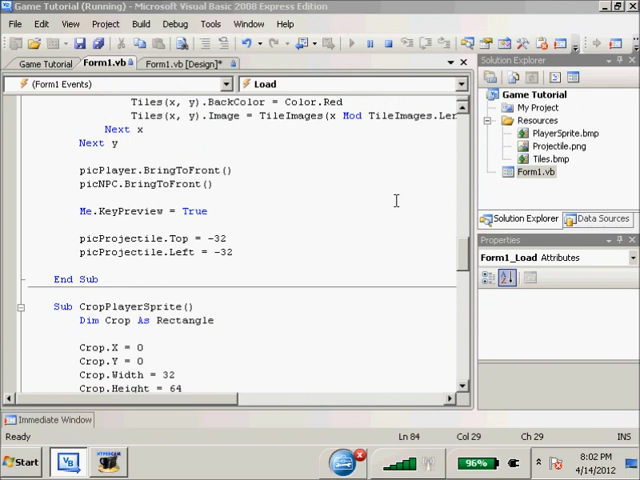 Game Tutorial (Running) - Microsoft Visual Basic 2008 Express Edition
File Edit View Project Build Debug Tools Window Help
Game Tutorial Form1.vb Form1.vb [Design]*
(Form1 Events) Load
Tiles(x, y).BackColor = Color.Red
Tiles(x, y).Image = TileImages(x Mod TileImages.Len
Next x
Next y
picPlayer.BringToFront()
picNPC.BringToFront()
Me.KeyPreview = True
picProjectile.Top = -32
picProjectile.Left = -32
End Sub
Sub CropPlayerSprite()
Dim Crop As Rectangle
Crop.X = 0
Crop.Y = 0
Crop.Width = 32
Crop.Height = 64
Solution Explorer
Game Tutorial
My Project
Resources
PlayerSprite.bmp
Projectile.png
Tiles.bmp
Form1.vb
Solution Explorer Data Sources
Properties
Form1_Load Attributes
Immediate Window
Ready Ln 84 Col 29 Ch 29 INS
Start VB 96% 8:02 PM
4/14/2012